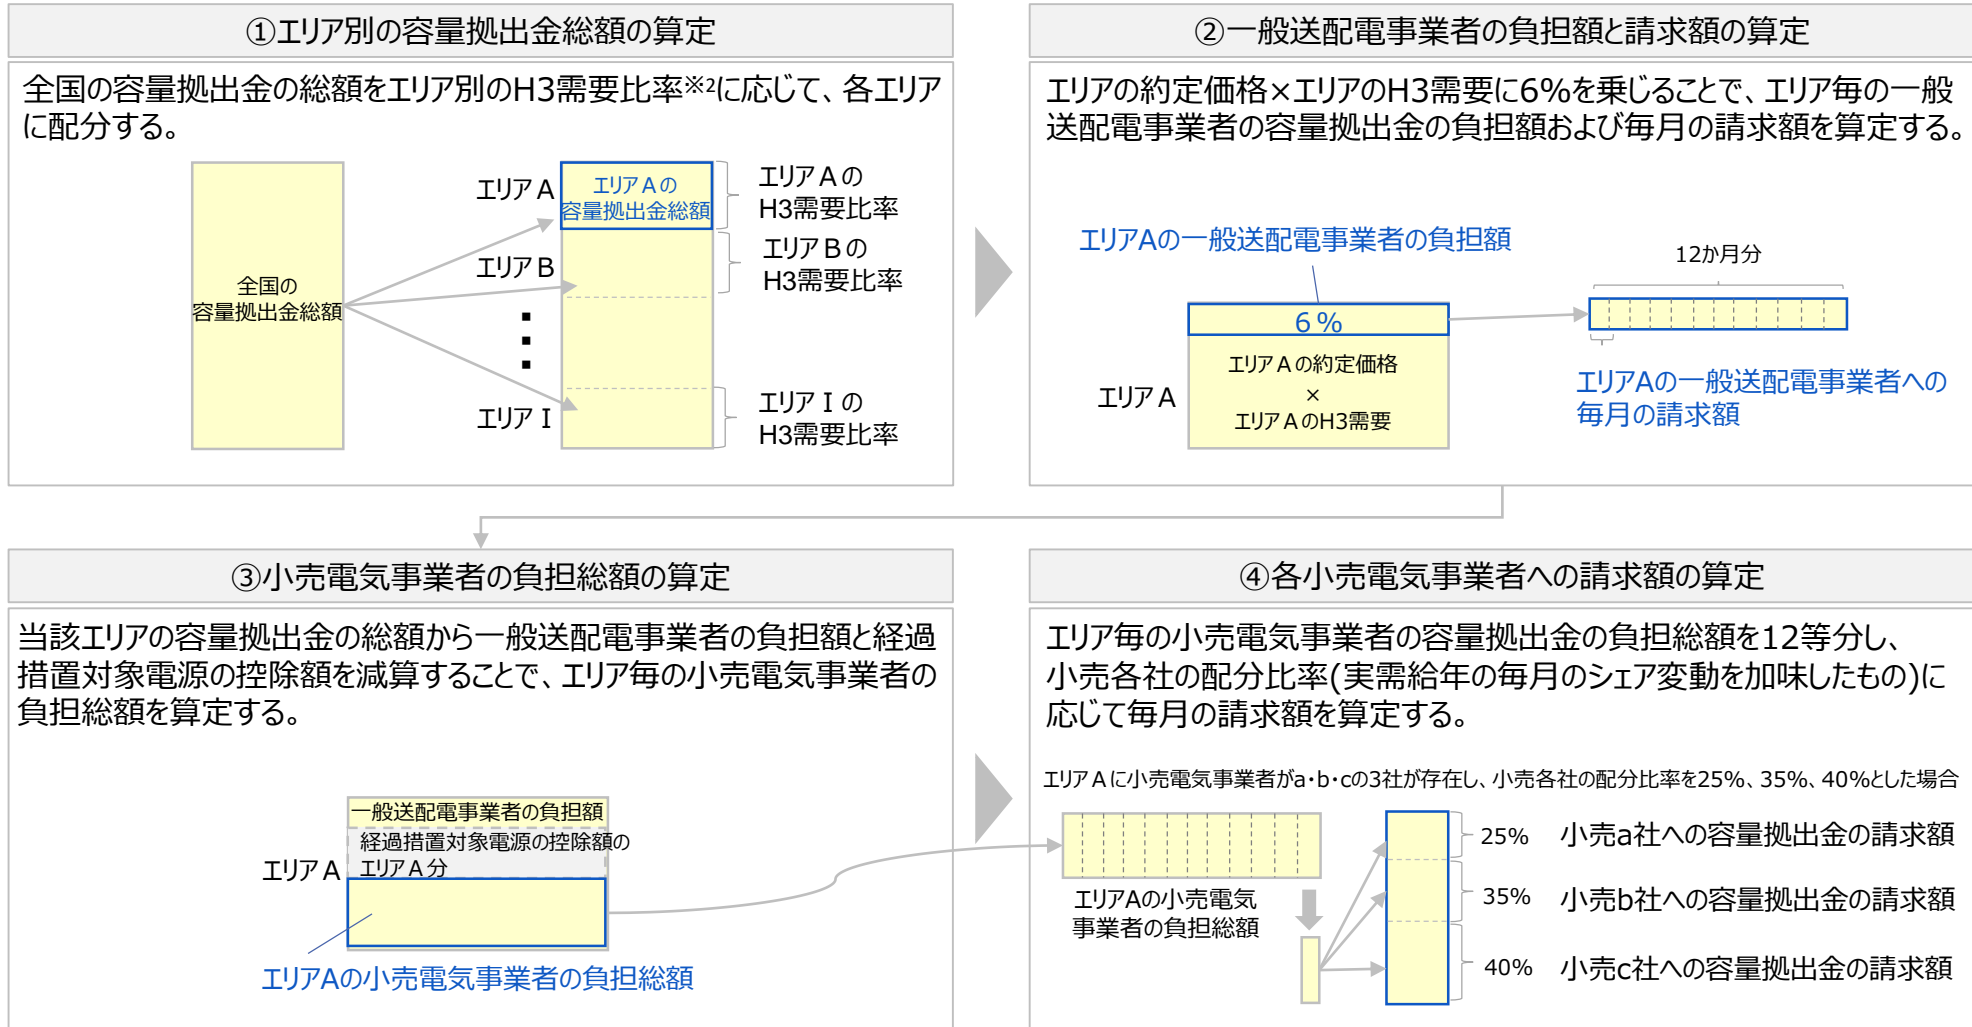 ①エリア別の容量拠出金総額の算定
全国の容量拠出金の総額をエリア別のH3需要比率※2に応じて、各エリア
に配分する。
全国の
容量拠出金総額
エリアA
エリアB
エリアI
エリアAの
容量拠出金総額
エリアAの
H3需要比率
エリアBの
H3需要比率
エリアIの
H3需要比率
②一般送配電事業者の負担額と請求額の算定
エリアの約定価格×エリアのH3需要に6%を乗じることで、エリア毎の一般
送配電事業者の容量拠出金の負担額および毎月の請求額を算定する。
エリアAの一般送配電事業者の負担額
12か月分
6%
エリアA
エリアAの約定価格
×
エリアAのH3需要
エリアAの一般送配電事業者への
毎月の請求額
③小売電気事業者の負担総額の算定
当該エリアの容量拠出金の総額から一般送配電事業者の負担額と経過
措置対象電源の控除額を減算することで、エリア毎の小売電気事業者の
負担総額を算定する。
一般送配電事業者の負担額
経過措置対象電源の控除額の
エリアA分
エリアA
エリアAの小売電気事業者の負担総額
④各小売電気事業者への請求額の算定
エリア毎の小売電気事業者の容量拠出金の負担総額を12等分し、
小売各社の配分比率(実需給年の毎月のシェア変動を加味したもの)に
応じて毎月の請求額を算定する。
エリアAに小売電気事業者がa・b・cの3社が存在し、小売各社の配分比率を25%、35%、40%とした場合
エリアAの小売電気
事業者の負担総額
25% 小売a社への容量拠出金の請求額
35% 小売b社への容量拠出金の請求額
40% 小売c社への容量拠出金の請求額